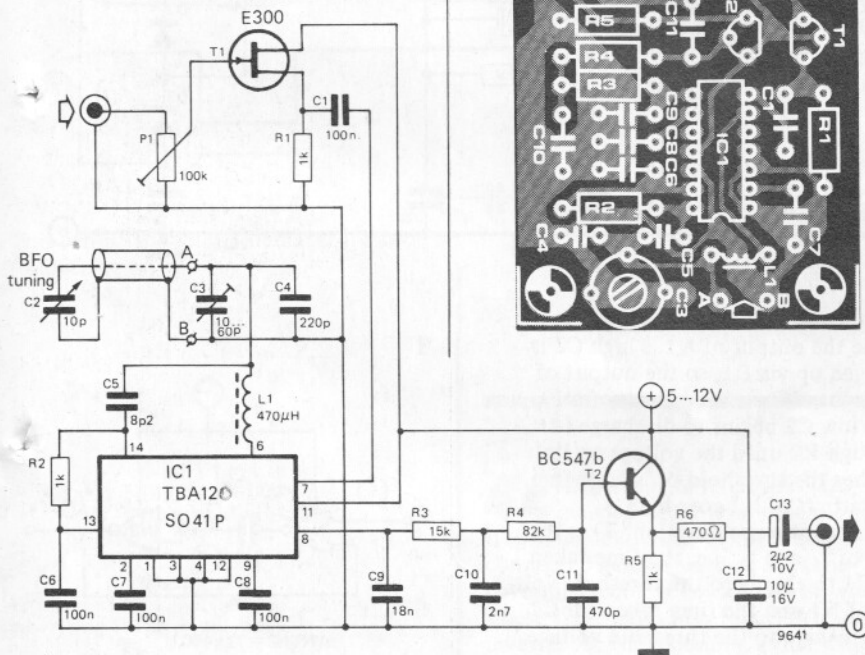 E300
T1
C1
100n
P1
100k
R1
1k
BFO
tuning
A
C2
10p
C3
10...
60p
C4
220p
B
C5
8p2
L1
470µH
14
6
R2
1k
IC1
TBA120
SO41P
7
11
8
13
2 1 3 4 12 9
C6
100n
C7
100n
C8
100n
R3
15k
R4
82k
C9
18n
C10
2n7
C11
470p
+ 5...12V
BC547b
T2
R6
470Ω
C13
2µ2
10V
R5
1k
C12
10µ
16V
9641
0
R5
C11
2
T1
R4
R3
C1
R1
C10
C9
C8
C6
IC1
R2
C4
C5
C7
C3
L1
A
B